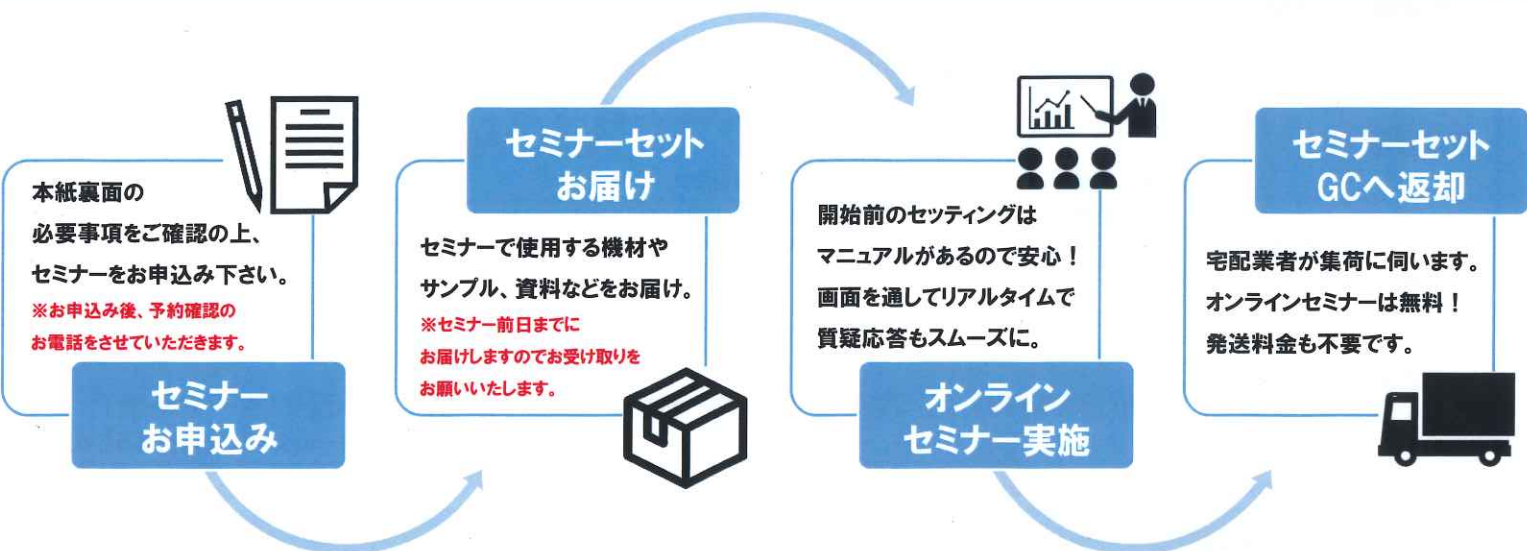 本紙裏面の
必要事項をご確認の上、
セミナーをお申込み下さい。
※お申込み後、予約確認の
お電話をさせていただきます。
セミナー
お申込み
セミナーセット
お届け
セミナーで使用する機材や
サンプル、資料などをお届け。
※セミナー前日までに
お届けしますのでお受け取りを
お願いいたします。
開始前のセッティングは
マニュアルがあるので安心！
画面を通してリアルタイムで
質疑応答もスムーズに。
オンライン
セミナー実施
セミナーセット
GCへ返却
宅配業者が集荷に伺います。
オンラインセミナーは無料！
発送料金も不要です。